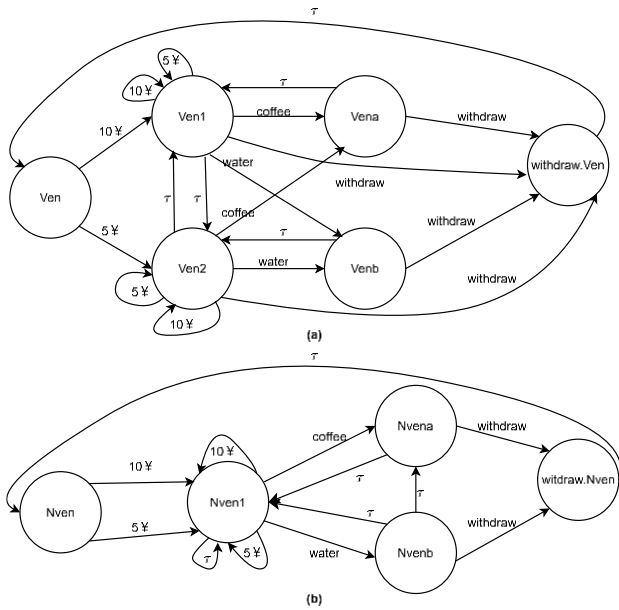 τ
5 ¥
10 ¥
τ
Ven1
coffee
Vena
withdraw
10 ¥
water
withdraw.Ven
Ven
τ
τ
withdraw
coffee
withdraw
5 ¥
τ
Ven2
water
Venb
5 ¥
withdraw
10 ¥
(a)
τ
10 ¥
coffee
Nvena
withdraw
10 ¥
τ
witdraw.Nven
Nven
Nven1
τ
τ
5 ¥
withdraw
τ
5 ¥
water
Nvenb
(b)